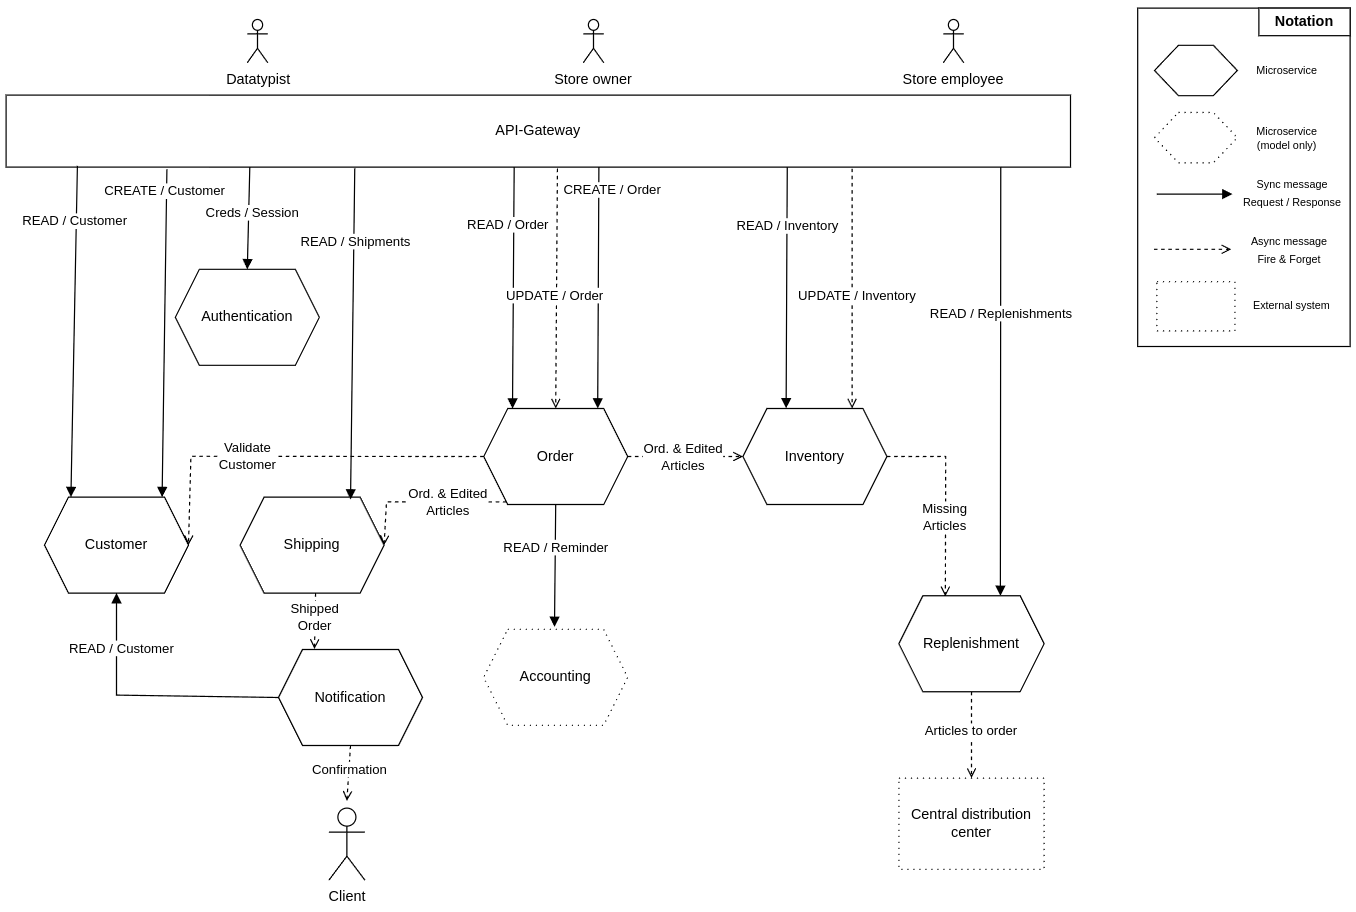 Notation
Datatypist
Store owner
Store employee
API-Gateway
Microservice
Microservice
(model only)
Sync message
Request / Response
Async message
Fire & Forget
External system
CREATE / Customer
CREATE / Order
READ / Customer
Creds / Session
READ / Order
READ / Inventory
READ / Shipments
UPDATE / Order
UPDATE / Inventory
READ / Replenishments
Authentication
Validate
Customer
Order
Ord. & Edited
Articles
Inventory
Ord. & Edited
Articles
Missing
Articles
Customer
Shipping
READ / Reminder
Shipped
Order
READ / Customer
Replenishment
Accounting
Notification
Articles to order
Confirmation
Central distribution
center
Client